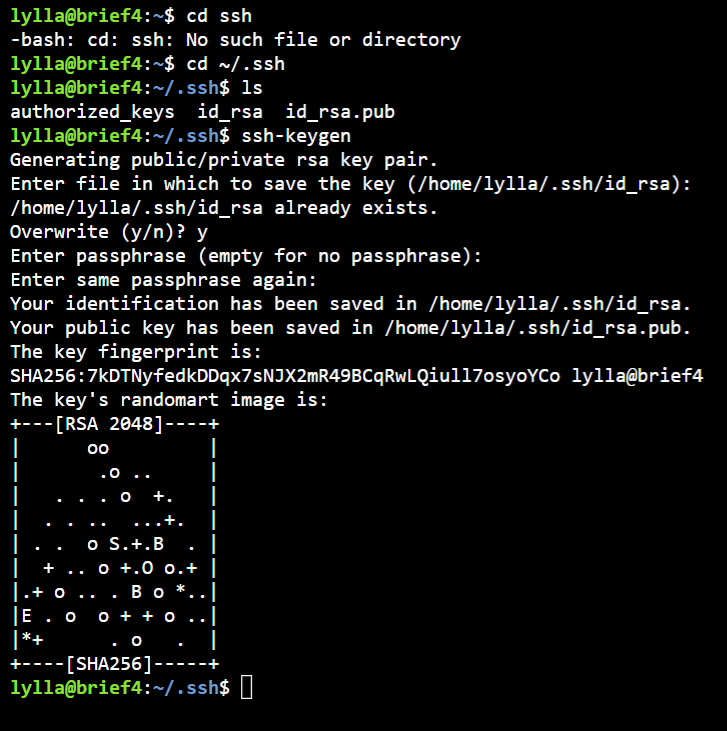 lylla@brief4:~$ cd ssh
-bash: cd: ssh: No such file or directory
lylla@brief4:~$ cd ~/.ssh
lylla@brief4:~/.ssh$ ls
authorized_keys  id_rsa  id_rsa.pub
lylla@brief4:~/.ssh$ ssh-keygen
Generating public/private rsa key pair.
Enter file in which to save the key (/home/lylla/.ssh/id_rsa):
/home/lylla/.ssh/id_rsa already exists.
Overwrite (y/n)? y
Enter passphrase (empty for no passphrase):
Enter same passphrase again:
Your identification has been saved in /home/lylla/.ssh/id_rsa.
Your public key has been saved in /home/lylla/.ssh/id_rsa.pub.
The key fingerprint is:
SHA256:7kDTNyfedkDDqx7sNJX2mR49BCqRwLQiull7osyoYCo lylla@brief4
The key's randomart image is:
+---[RSA 2048]----+
|      oo         |
|       .o ..     |
|   . . . o  +.   |
|  . . ..  ...+.  |
| . .  o S.+.B  . |
|  + .. o +.O o.+ |
|.+ o .. . B o *..|
|E . o  o + + o ..|
|*+      . o   .  |
+----[SHA256]-----+
lylla@brief4:~/.ssh$